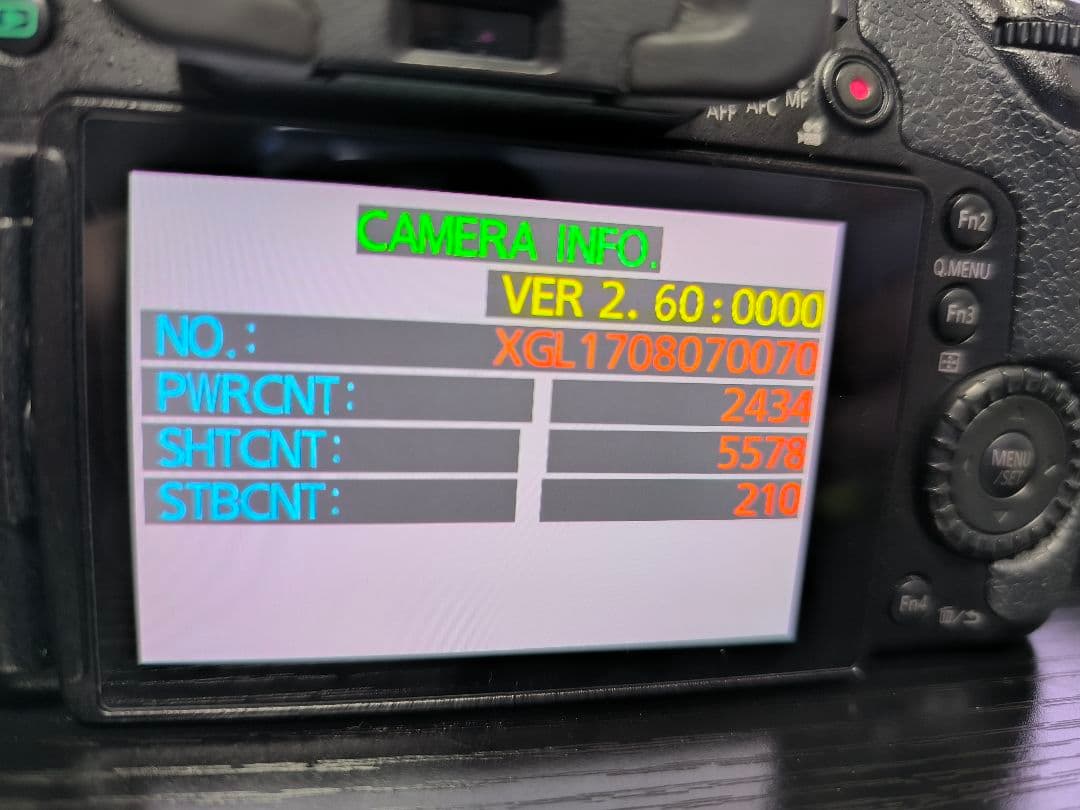 AFF AFC MF
CAMERA INFO.
VER 2. 60:0000
NO.: XGL1708070070
PWRCNT: 2434
SHTCNT: 5578
STBCNT: 210
Fn2
Q.MENU
Fn3
MENU
/SET
Fn4